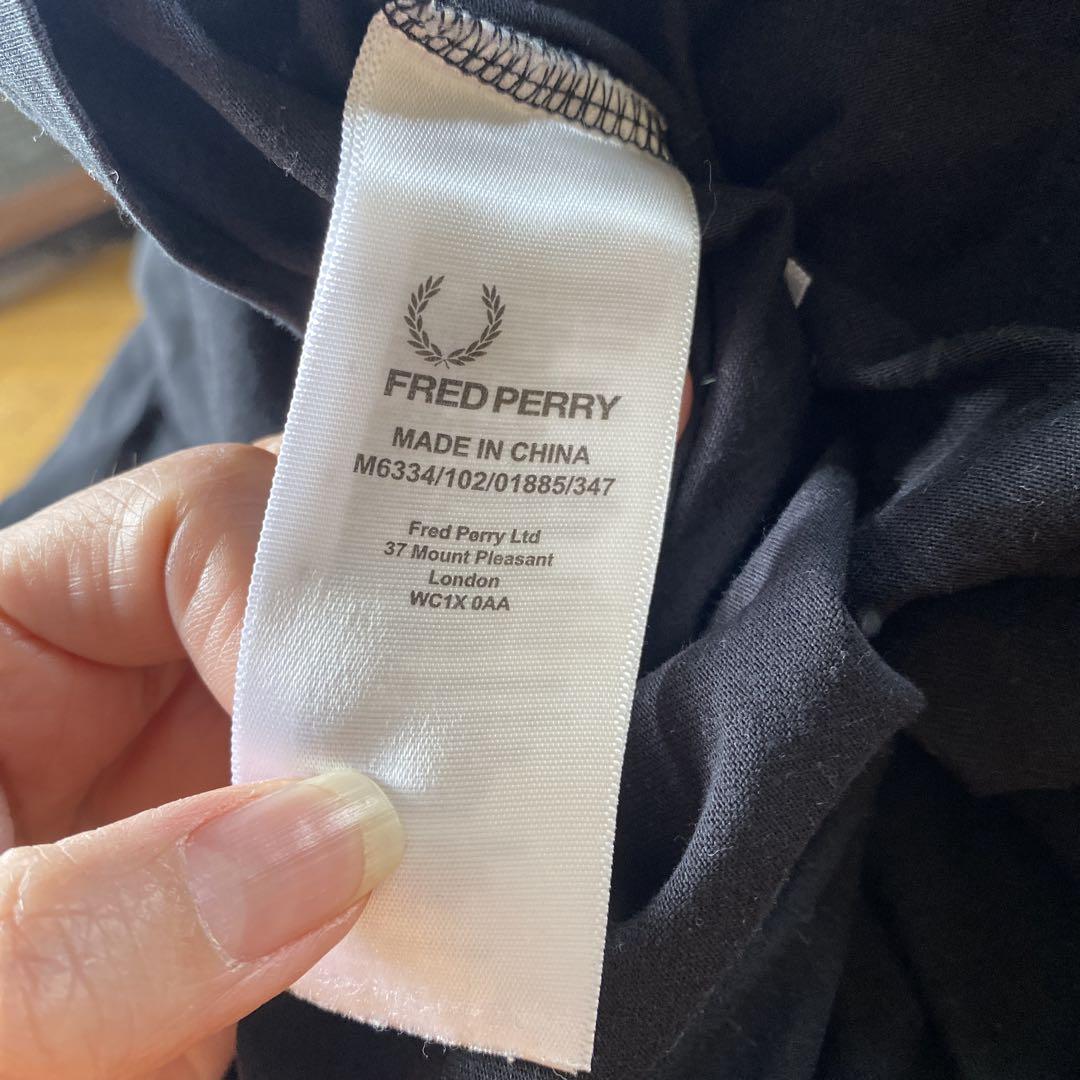 FRED PERRY
MADE IN CHINA
M6334/102/01885/347
Fred Perry Ltd
37 Mount Pleasant
London
WC1X 0AA